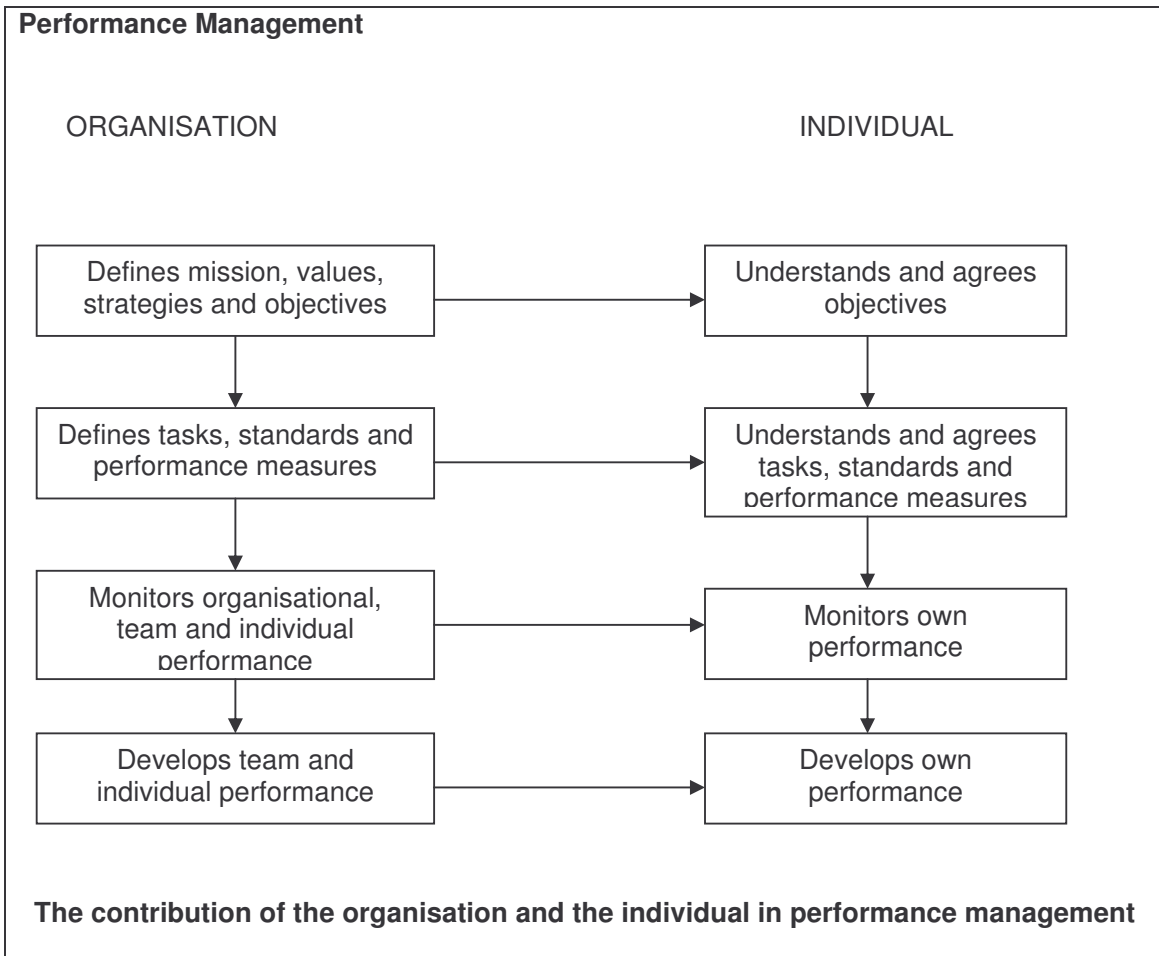 Performance Management
ORGANISATION
INDIVIDUAL
Defines mission, values,
strategies and objectives
Understands and agrees
objectives
Defines tasks, standards and
performance measures
Understands and agrees
tasks, standards and
performance measures
Monitors organisational,
team and individual
performance
Monitors own
performance
Develops team and
individual performance
Develops own
performance
The contribution of the organisation and the individual in performance management